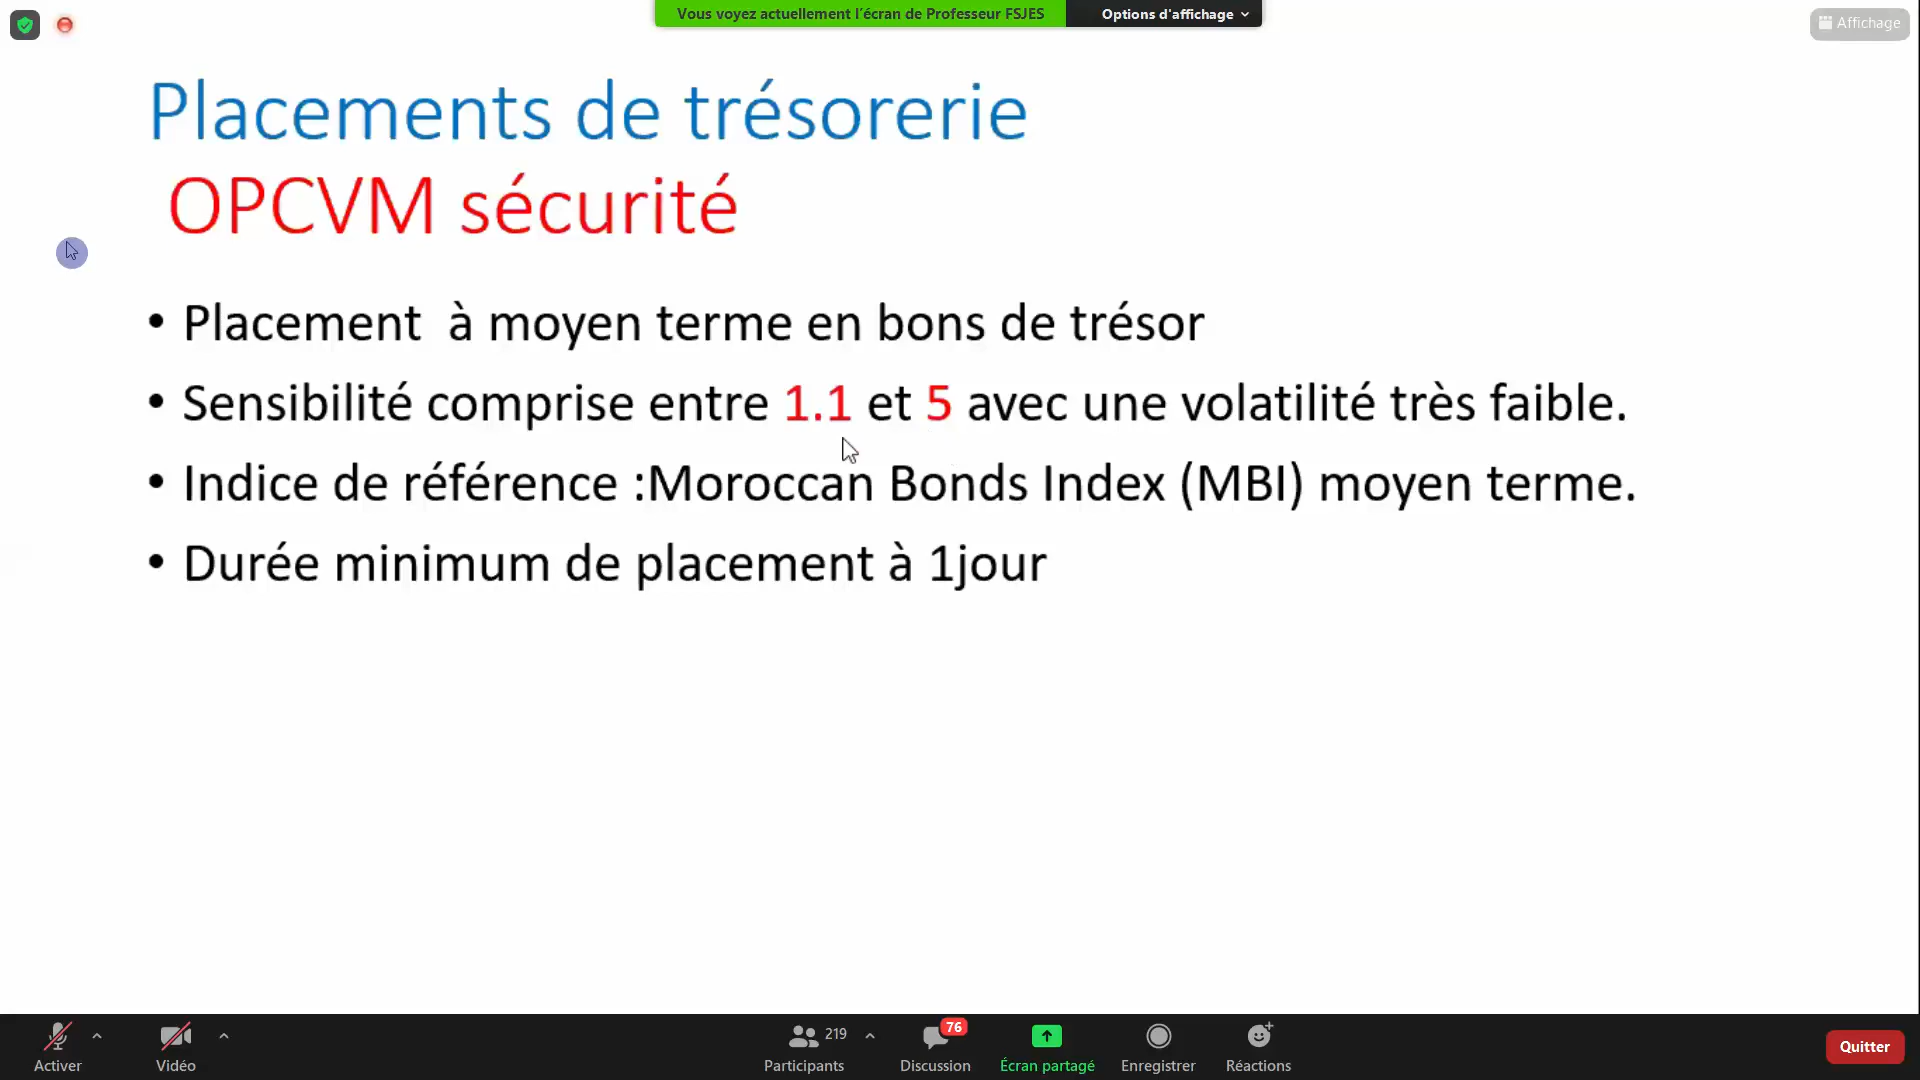 Vous voyez actuellement l'écran de Professeur FSJES
Options d'affichage
Affichage
Placements de trésorerie
OPCVM sécurité
• Placement à moyen terme en bons de trésor
• Sensibilité comprise entre 1.1 et 5 avec une volatilité très faible.
• Indice de référence :Moroccan Bonds Index (MBI) moyen terme.
• Durée minimum de placement à 1jour
Activer
Vidéo
219
Participants
76
Discussion
Écran partagé
Enregistrer
Réactions
Quitter